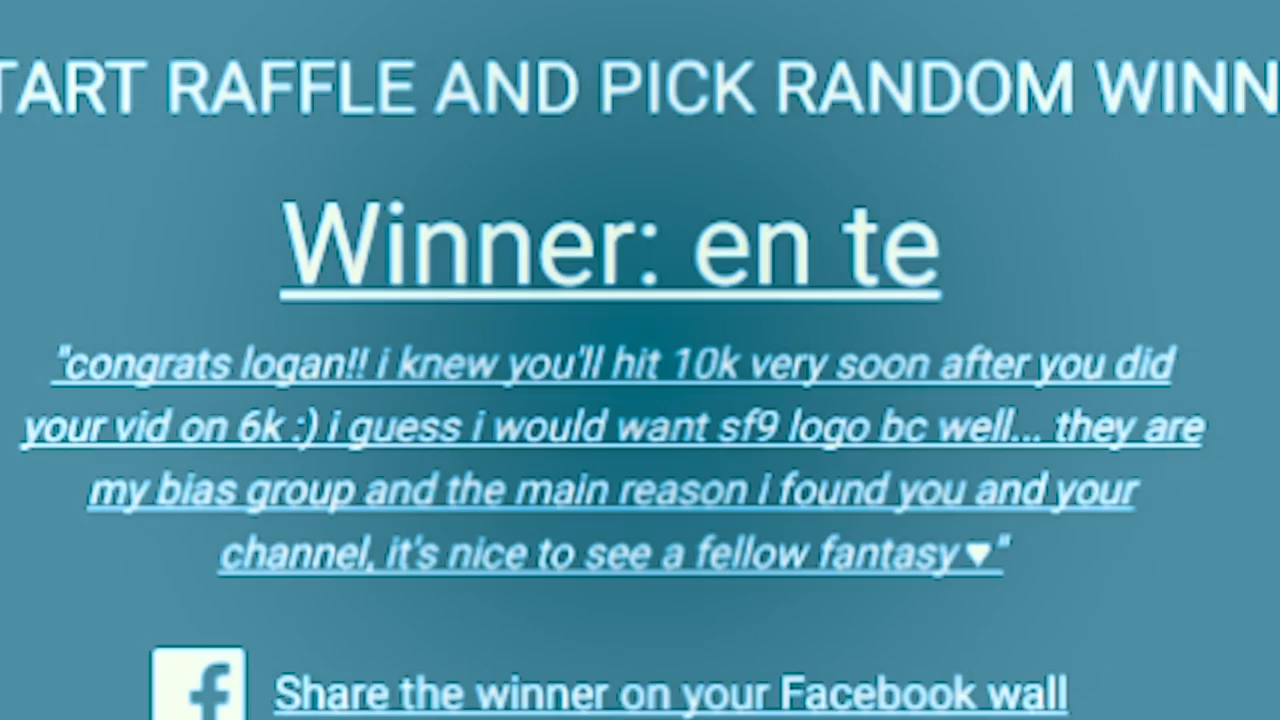 TART RAFFLE AND PICK RANDOM WINN
Winner: en te
"congrats logan!! i knew you'll hit 10k very soon after you did
your vid on 6k :) i guess i would want sf9 logo bc well... they are
my bias group and the main reason i found you and your
channel, it's nice to see a fellow fantasy ♥"
f Share the winner on your Facebook wall